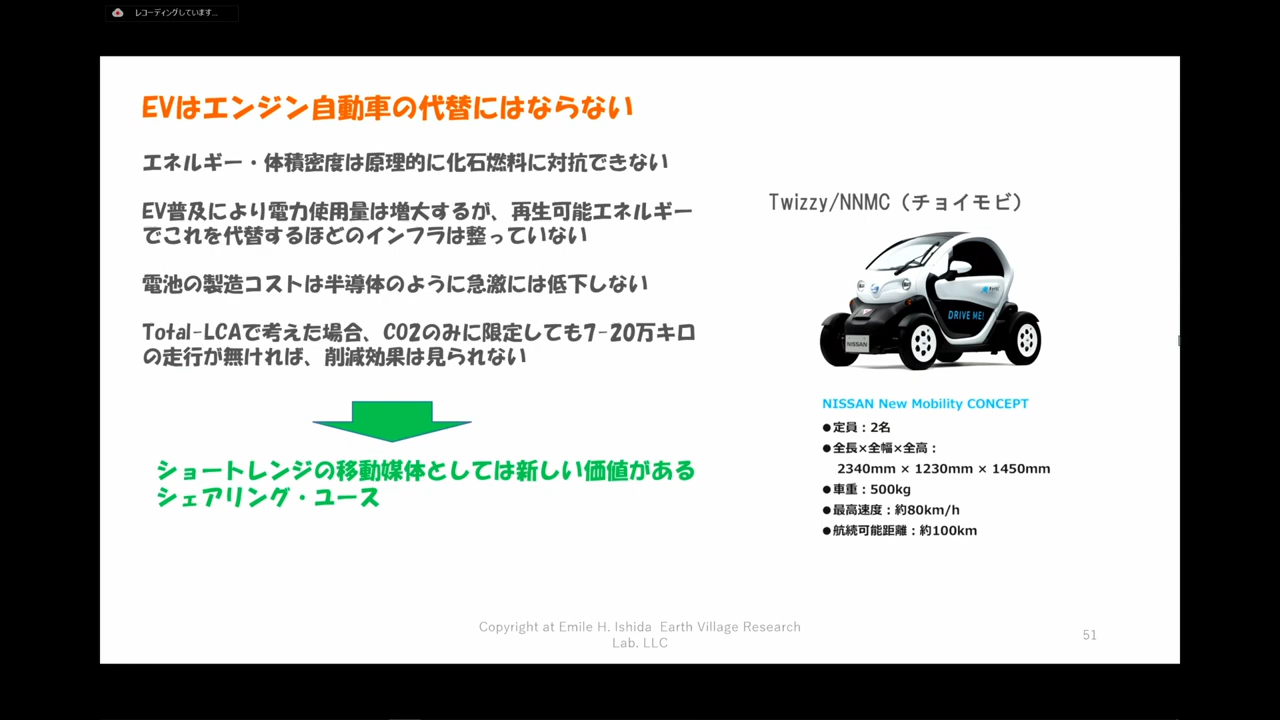 レコーディングしています...
EVはエンジン自動車の代替にはならない
エネルギー・体積密度は原理的に化石燃料に対抗できない
EV普及により電力使用量は増大するが、再生可能エネルギー
でこれを代替するほどのインフラは整っていない
電池の製造コストは半導体のように急激には低下しない
Total-LCAで考えた場合、CO2のみに限定しても7-20万キロ
の走行が無ければ、削減効果は見られない
ショートレンジの移動媒体としては新しい価値がある
シェアリング・ユース
Twizzy/NNMC（チョイモビ）
DRIVE ME!
NISSAN
NISSAN New Mobility CONCEPT
●定員：2名
●全長×全幅×全高：
2340mm × 1230mm × 1450mm
●車重：500kg
●最高速度：約80km/h
●航続可能距離：約100km
Copyright at Emile H. Ishida Earth Village Research
Lab. LLC
51